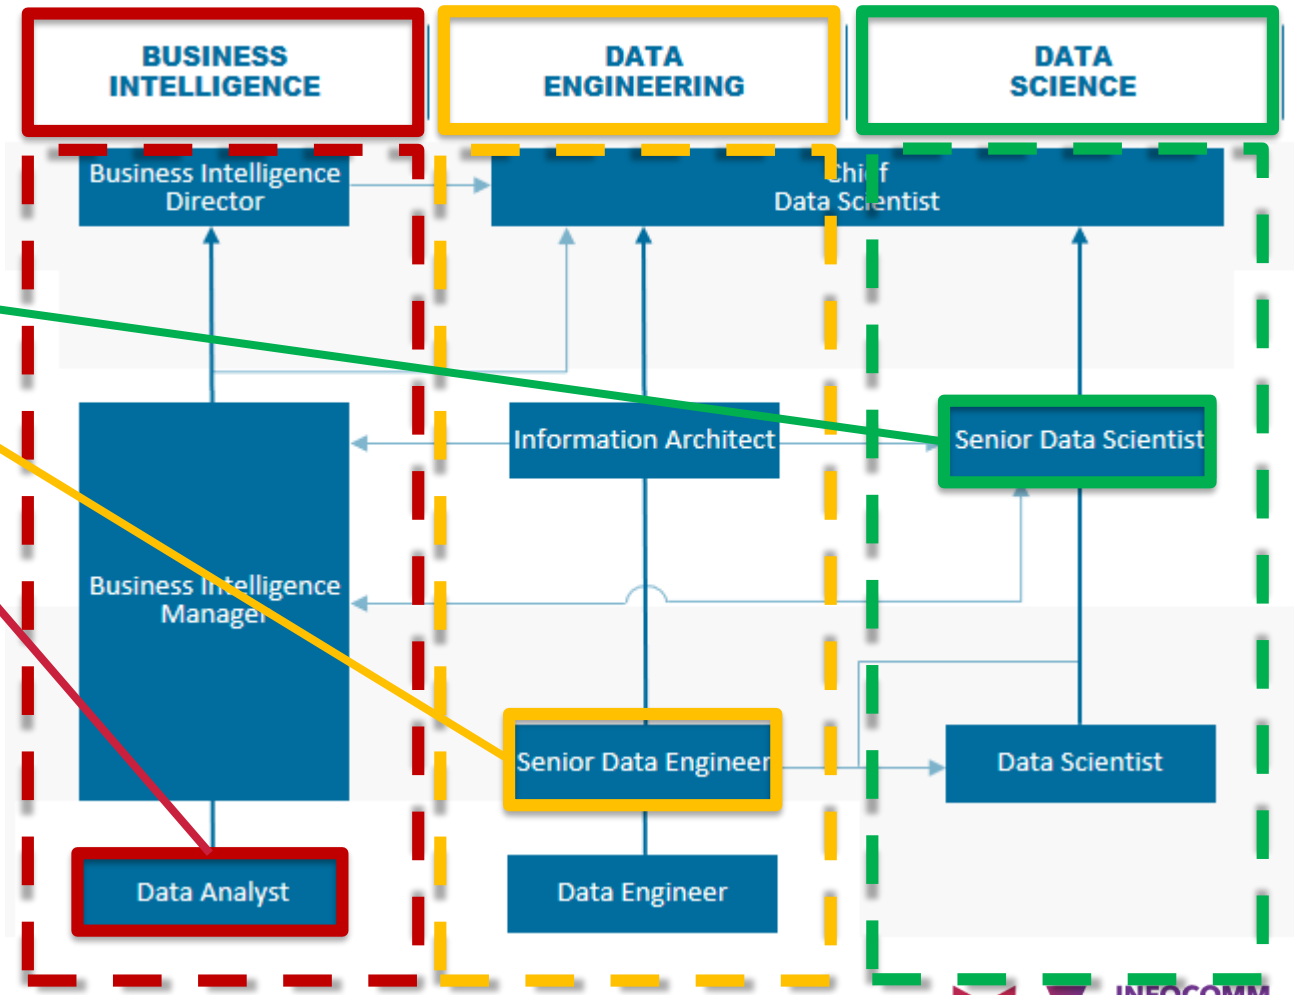 BUSINESS
INTELLIGENCE
DATA
ENGINEERING
DATA
SCIENCE
Business Intelligence
Director
Chief
Data Scientist
Information Architect
Senior Data Scientist
Business Intelligence
Manager
Senior Data Engineer
Data Scientist
Data Analyst
Data Engineer
INFOCOMM